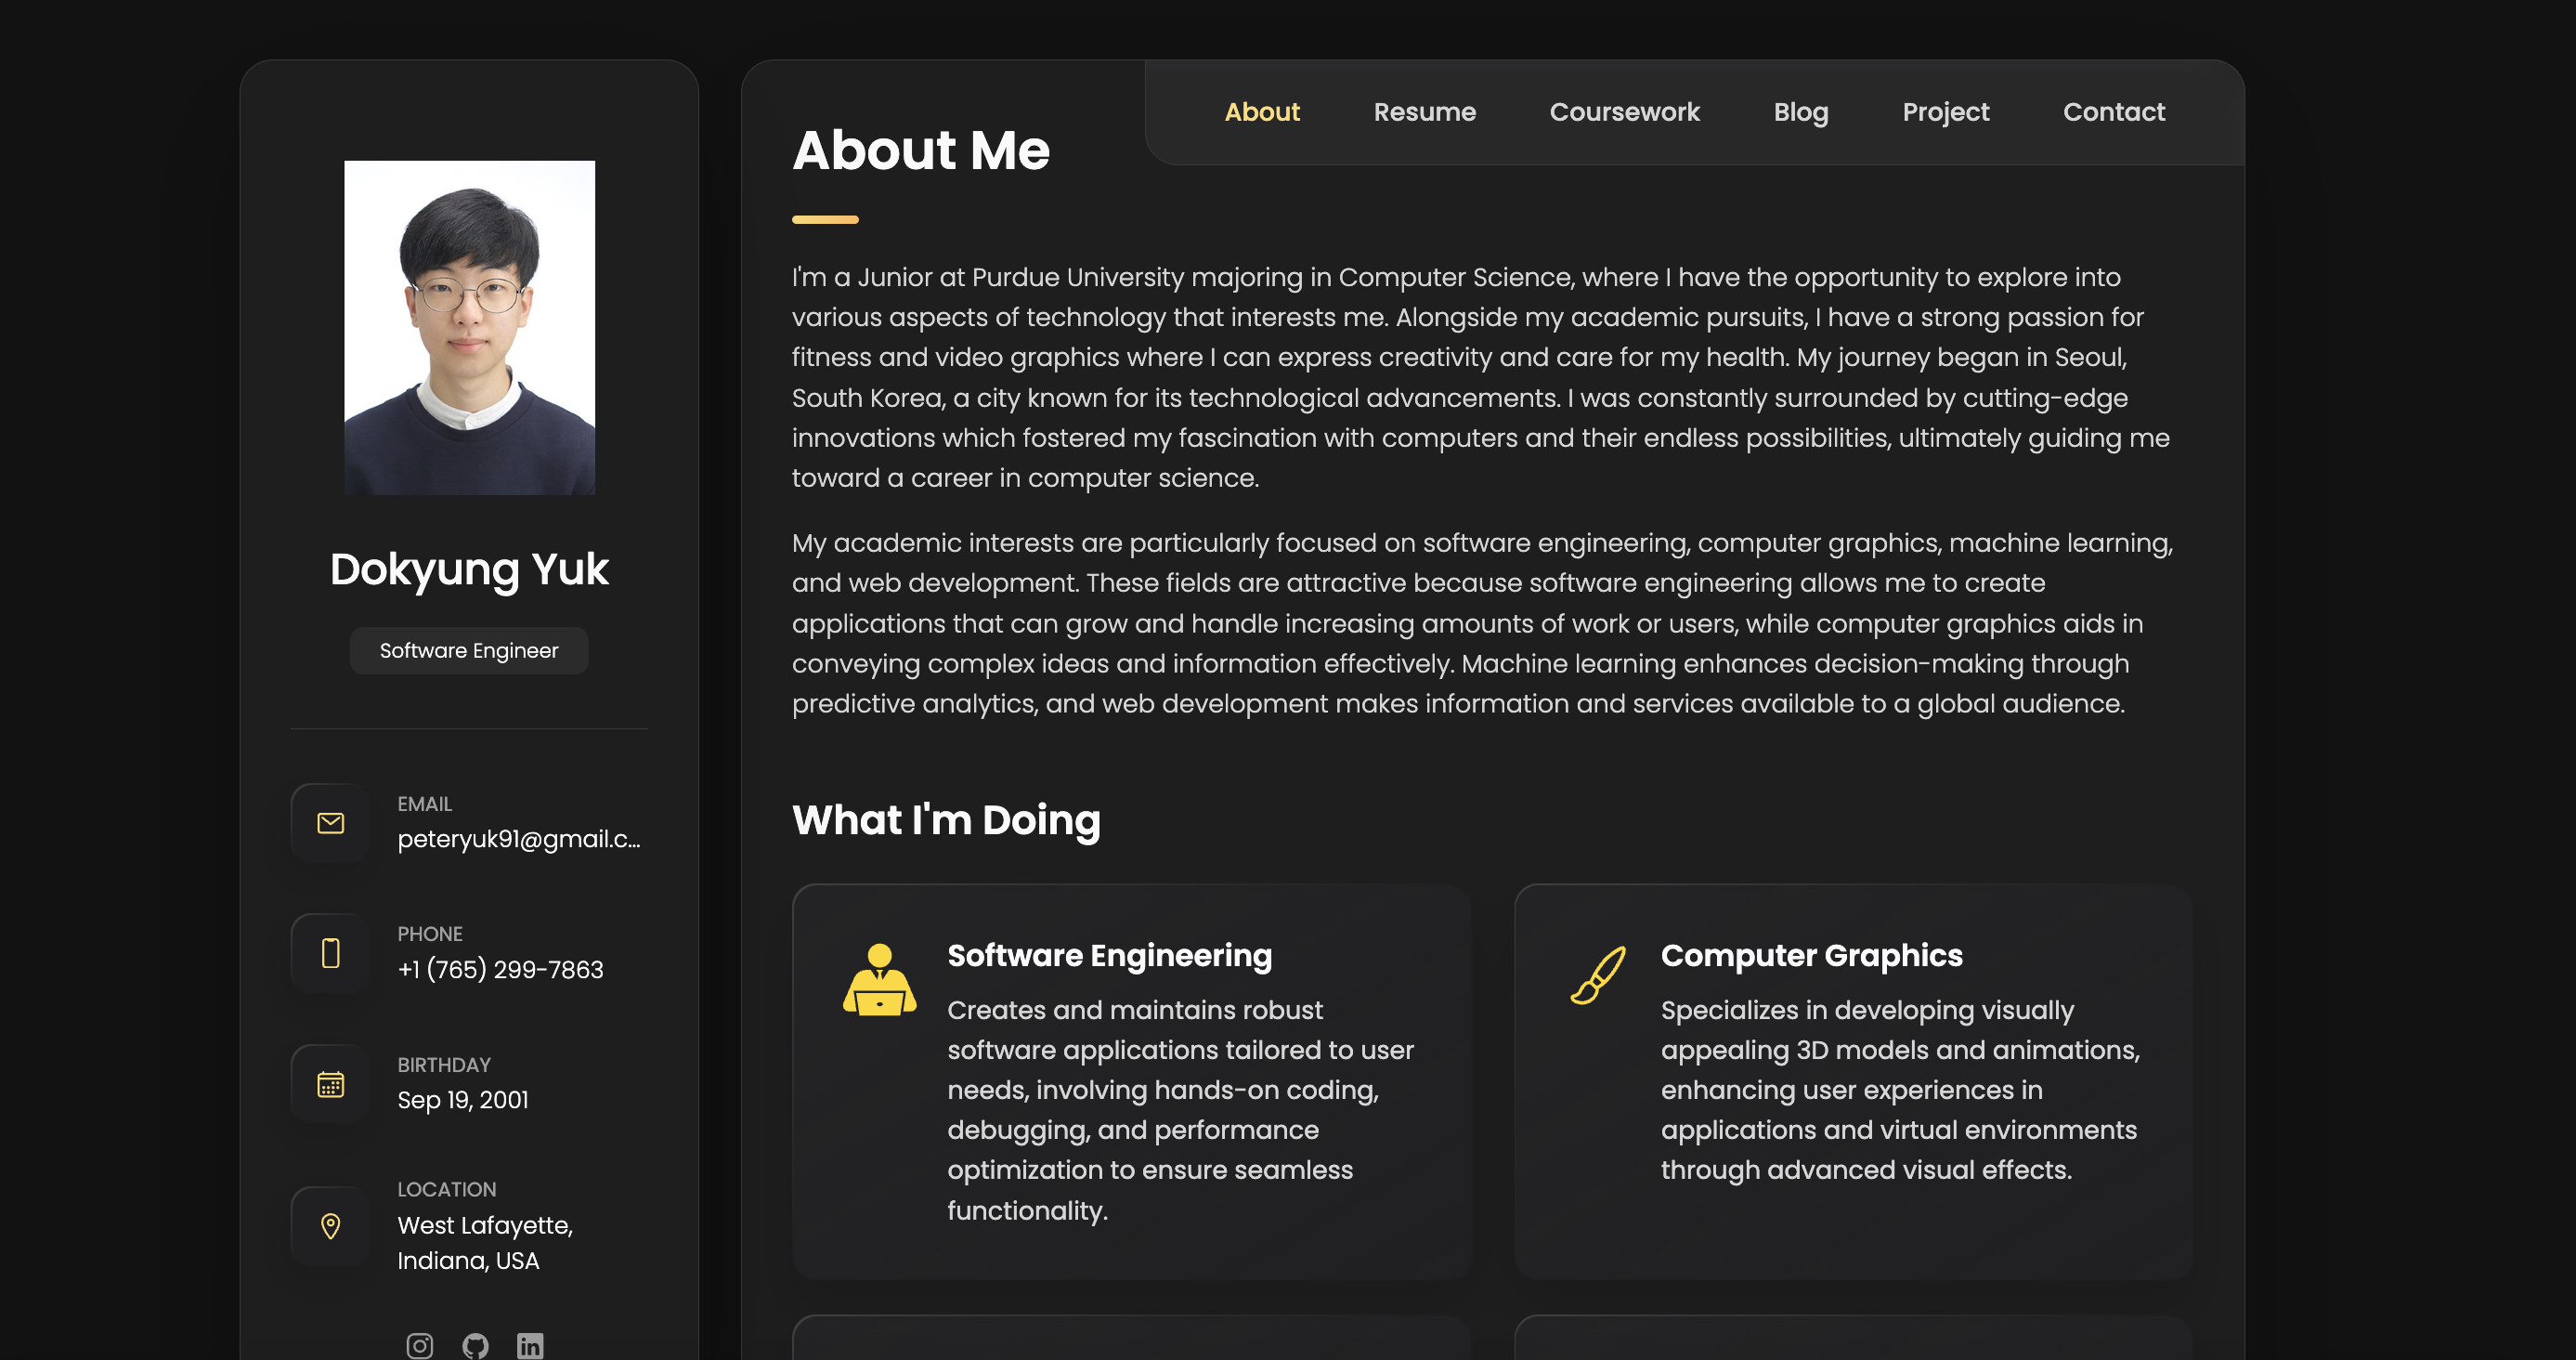 Dokyung Yuk
Software Engineer
EMAIL
peteryuk91@gmail.c...
PHONE
+1 (765) 299-7863
BIRTHDAY
Sep 19, 2001
LOCATION
West Lafayette,
Indiana, USA
About Resume Coursework Blog Project Contact
About Me
I'm a Junior at Purdue University majoring in Computer Science, where I have the opportunity to explore into
various aspects of technology that interests me. Alongside my academic pursuits, I have a strong passion for
fitness and video graphics where I can express creativity and care for my health. My journey began in Seoul,
South Korea, a city known for its technological advancements. I was constantly surrounded by cutting-edge
innovations which fostered my fascination with computers and their endless possibilities, ultimately guiding me
toward a career in computer science.
My academic interests are particularly focused on software engineering, computer graphics, machine learning,
and web development. These fields are attractive because software engineering allows me to create
applications that can grow and handle increasing amounts of work or users, while computer graphics aids in
conveying complex ideas and information effectively. Machine learning enhances decision-making through
predictive analytics, and web development makes information and services available to a global audience.
What I'm Doing
Software Engineering
Creates and maintains robust
software applications tailored to user
needs, involving hands-on coding,
debugging, and performance
optimization to ensure seamless
functionality.
Computer Graphics
Specializes in developing visually
appealing 3D models and animations,
enhancing user experiences in
applications and virtual environments
through advanced visual effects.